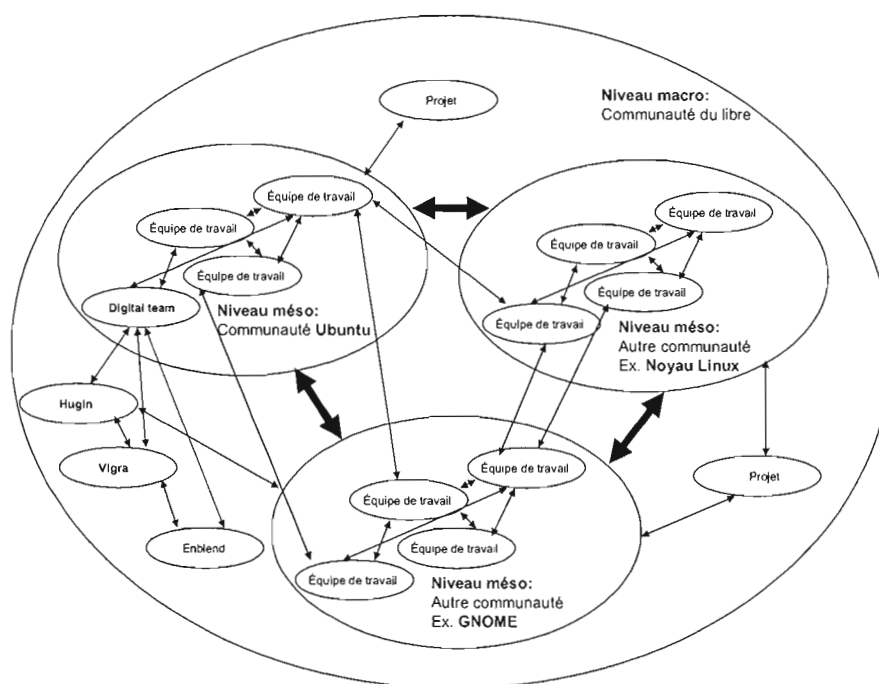 Projet
Niveau macro:
Communauté du libre
Équipe de travail
Équipe de travail
Équipe de travail
Digital team
Niveau méso:
Communauté Ubuntu
Équipe de travail
Équipe de travail
Équipe de travail
Équipe de travail
Niveau méso:
Autre communauté
Ex. Noyau Linux
Hugin
Vigra
Enblend
Équipe de travail
Équipe de travail
Équipe de travail
Équipe de travail
Niveau méso:
Autre communauté
Ex. GNOME
Projet